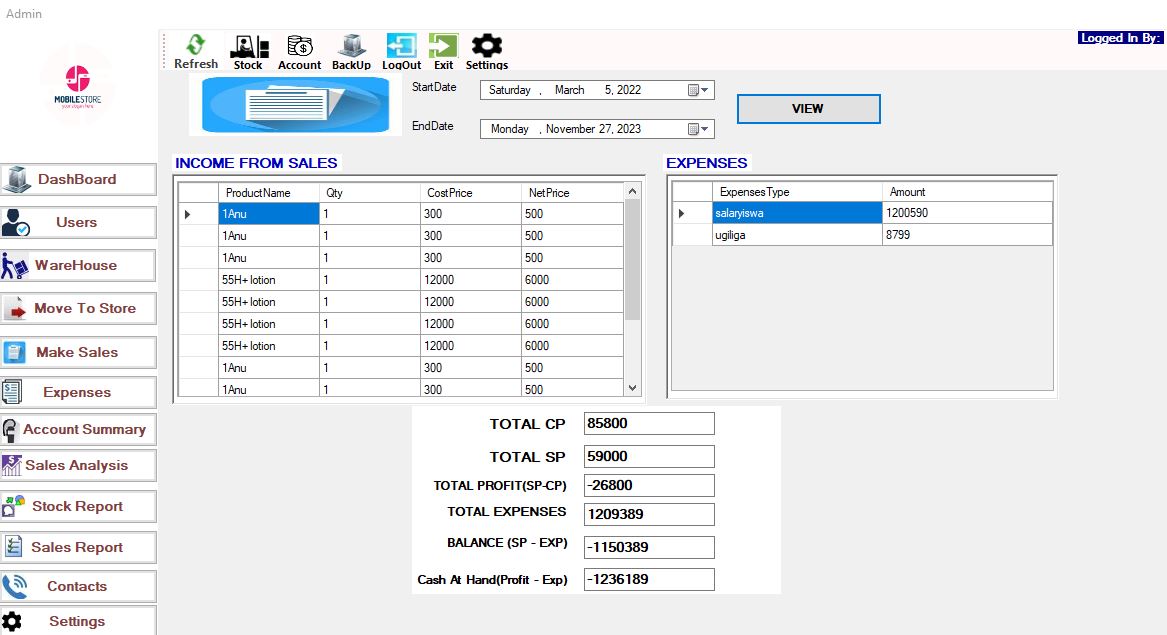 Admin
Refresh Stock Account BackUp LogOut Exit Settings
Logged In By:
MOBILESTORE
StartDate Saturday , March 5, 2022
EndDate Monday , November 27, 2023
VIEW
DashBoard
Users
WareHouse
Move To Store
Make Sales
Expenses
Account Summary
Sales Analysis
Stock Report
Sales Report
Contacts
Settings
INCOME FROM SALES
ProductName Qty CostPrice NetPrice
1Anu 1 300 500
1Anu 1 300 500
1Anu 1 300 500
55H+ lotion 1 12000 6000
55H+ lotion 1 12000 6000
55H+ lotion 1 12000 6000
55H+ lotion 1 12000 6000
1Anu 1 300 500
1Anu 1 300 500
EXPENSES
ExpensesType Amount
salaryiswa 1200590
ugiliga 8799
TOTAL CP 85800
TOTAL SP 59000
TOTAL PROFIT(SP-CP) -26800
TOTAL EXPENSES 1209389
BALANCE (SP - EXP) -1150389
Cash At Hand(Profit - Exp) -1236189